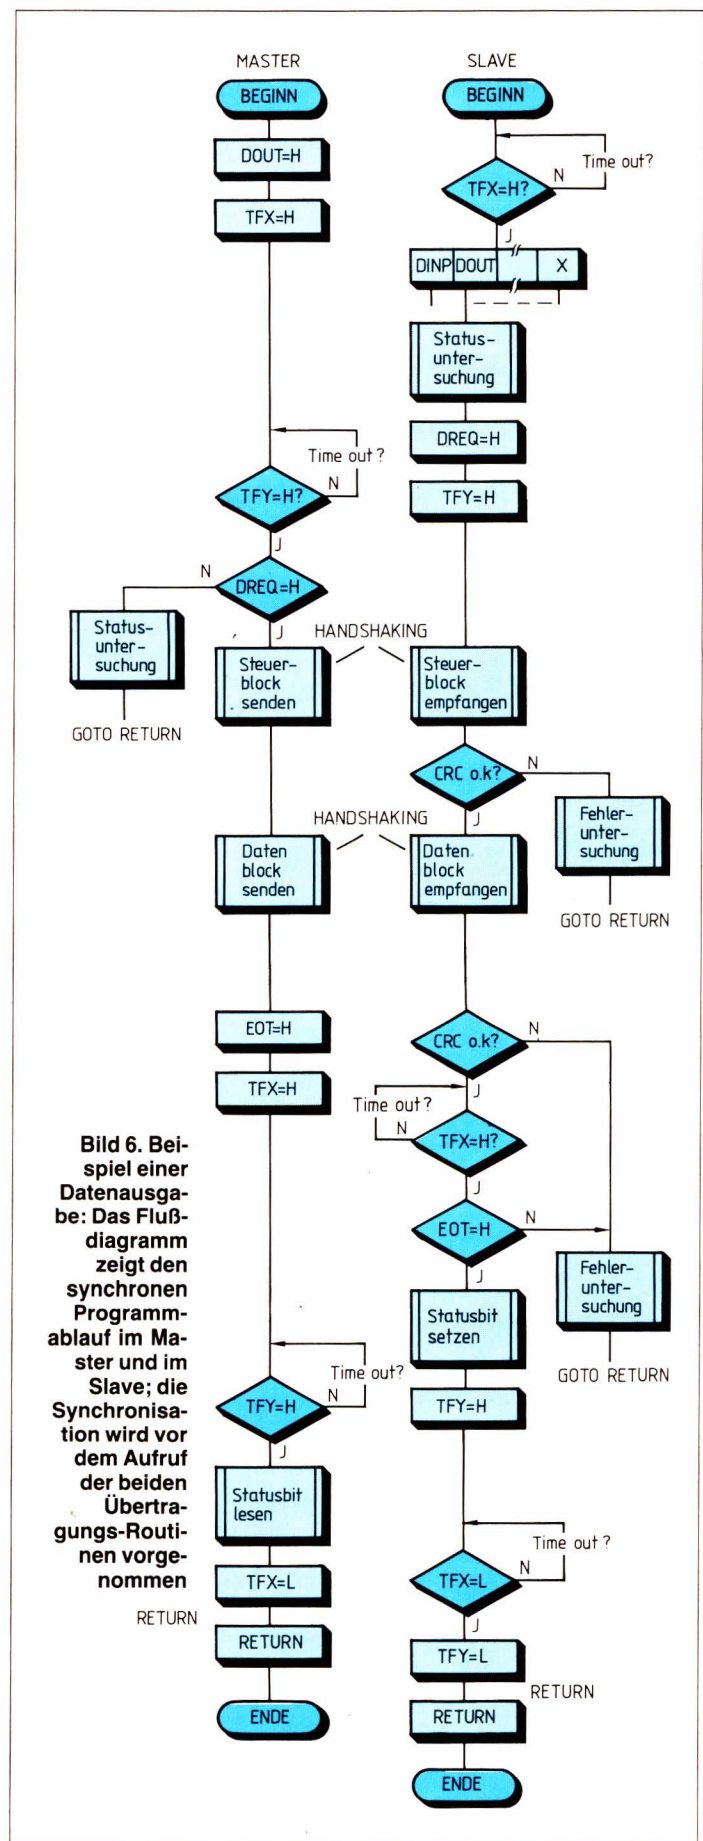 MASTER
BEGINN
DOUT=H
TFX=H
Time out?
TFY=H?
N
J
DREQ=H
N
J
Status-
unter-
suchung
GOTO RETURN
HANDSHAKING
Steuer-
block
senden
HANDSHAKING
Daten
block
senden
EOT=H
TFX=H
Time out?
TFY=H
N
J
Statusbit
lesen
TFX=L
RETURN
RETURN
ENDE
SLAVE
BEGINN
Time out?
TFX=H?
N
J
DINP DOUT X
Status-
unter-
suchung
DREQ=H
TFY=H
Steuer-
block
empfangen
CRC o.k?
N
J
Fehler-
unter-
suchung
GOTO RETURN
Daten
block
empfangen
CRC o.k?
N
J
Time out?
TFX=H?
N
J
EOT=H
N
J
Fehler-
unter-
suchung
GOTO RETURN
Statusbit
setzen
TFY=H
Time out?
TFX=L
N
J
TFY=L
RETURN
RETURN
ENDE
Bild 6. Bei-
spiel einer
Datenausga-
be: Das Fluß-
diagramm
zeigt den
synchronen
Programm-
ablauf im Ma-
ster und im
Slave; die
Synchronisa-
tion wird vor
dem Aufruf
der beiden
Übertra-
gungs-Routi-
nen vorge-
nommen